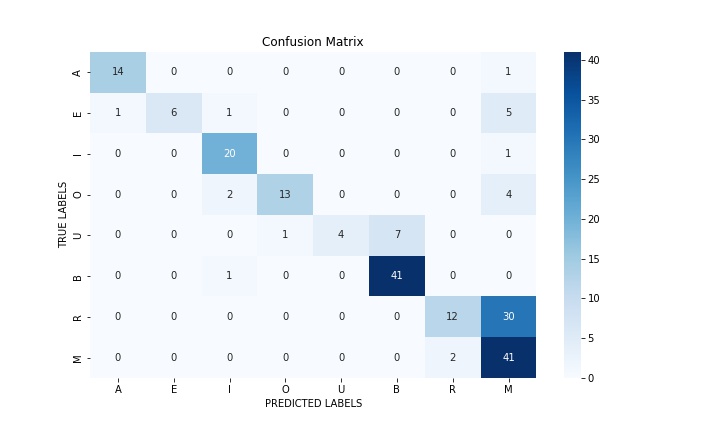 Confusion Matrix
TRUE LABELS
A 14 0 0 0 0 0 0 1
E 1 6 1 0 0 0 0 5
I 0 0 20 0 0 0 0 1
O 0 0 2 13 0 0 0 4
U 0 0 0 1 4 7 0 0
B 0 0 1 0 0 41 0 0
R 0 0 0 0 0 0 12 30
M 0 0 0 0 0 0 2 41
A E I O U B R M
PREDICTED LABELS
40
35
30
25
20
15
10
5
0